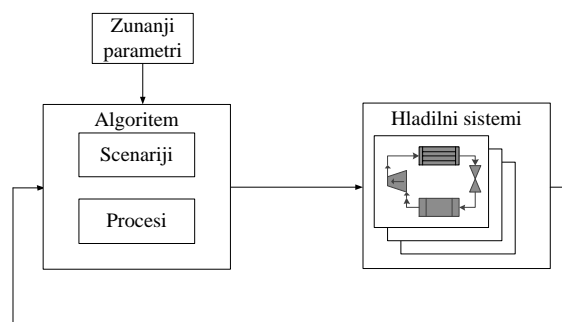 Zunanji
parametri
Algoritem
Scenariji
Procesi
Hladilni sistemi